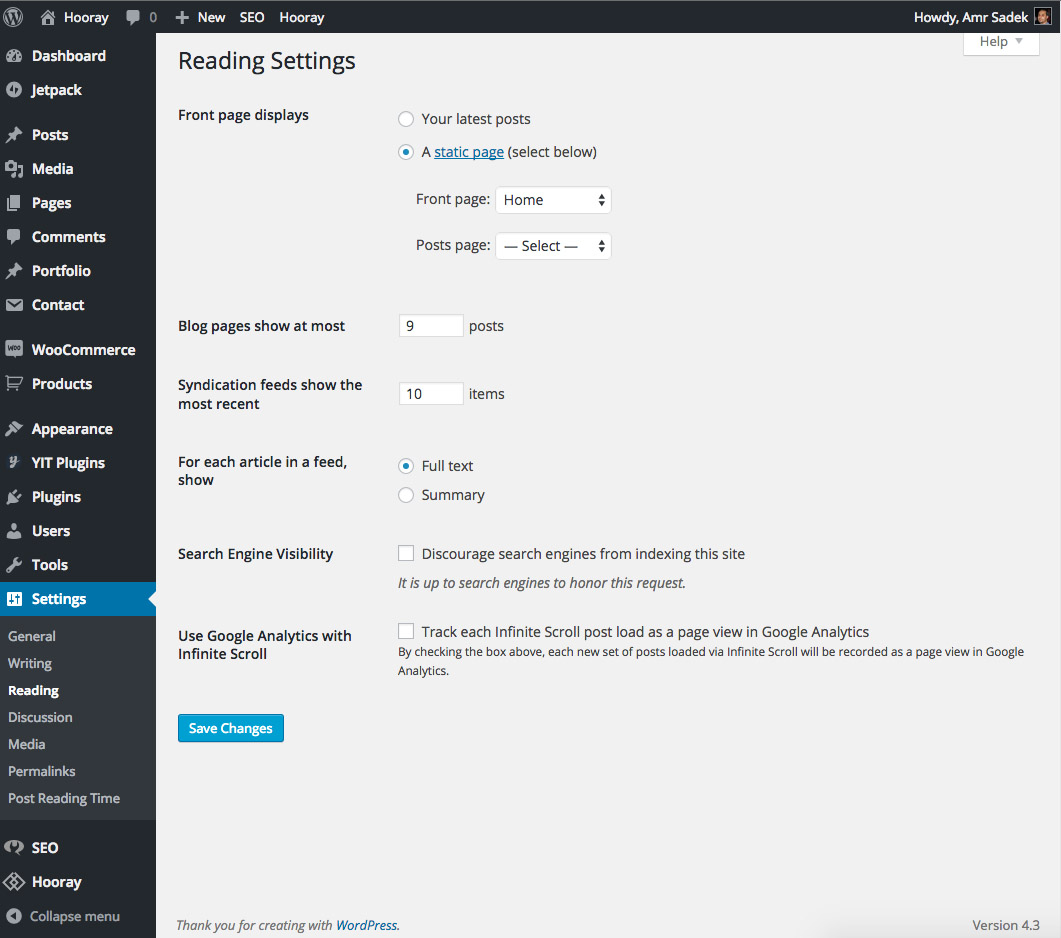 Hooray 0 New SEO Hooray Howdy, Amr Sadek
Help
Dashboard
Jetpack
Posts
Media
Pages
Comments
Portfolio
Contact
WOO WooCommerce
Products
Appearance
YIT Plugins
Plugins
Users
Tools
Settings
General
Writing
Reading
Discussion
Media
Permalinks
Post Reading Time
SEO
Hooray
Collapse menu
Reading Settings
Front page displays
Your latest posts
A static page (select below)
Front page: Home
Posts page: — Select —
Blog pages show at most 9 posts
Syndication feeds show the
most recent
10 items
For each article in a feed,
show
Full text
Summary
Search Engine Visibility
Discourage search engines from indexing this site
It is up to search engines to honor this request.
Use Google Analytics with
Infinite Scroll
Track each Infinite Scroll post load as a page view in Google Analytics
By checking the box above, each new set of posts loaded via Infinite Scroll will be recorded as a page view in Google
Analytics.
Save Changes
Thank you for creating with WordPress.
Version 4.3